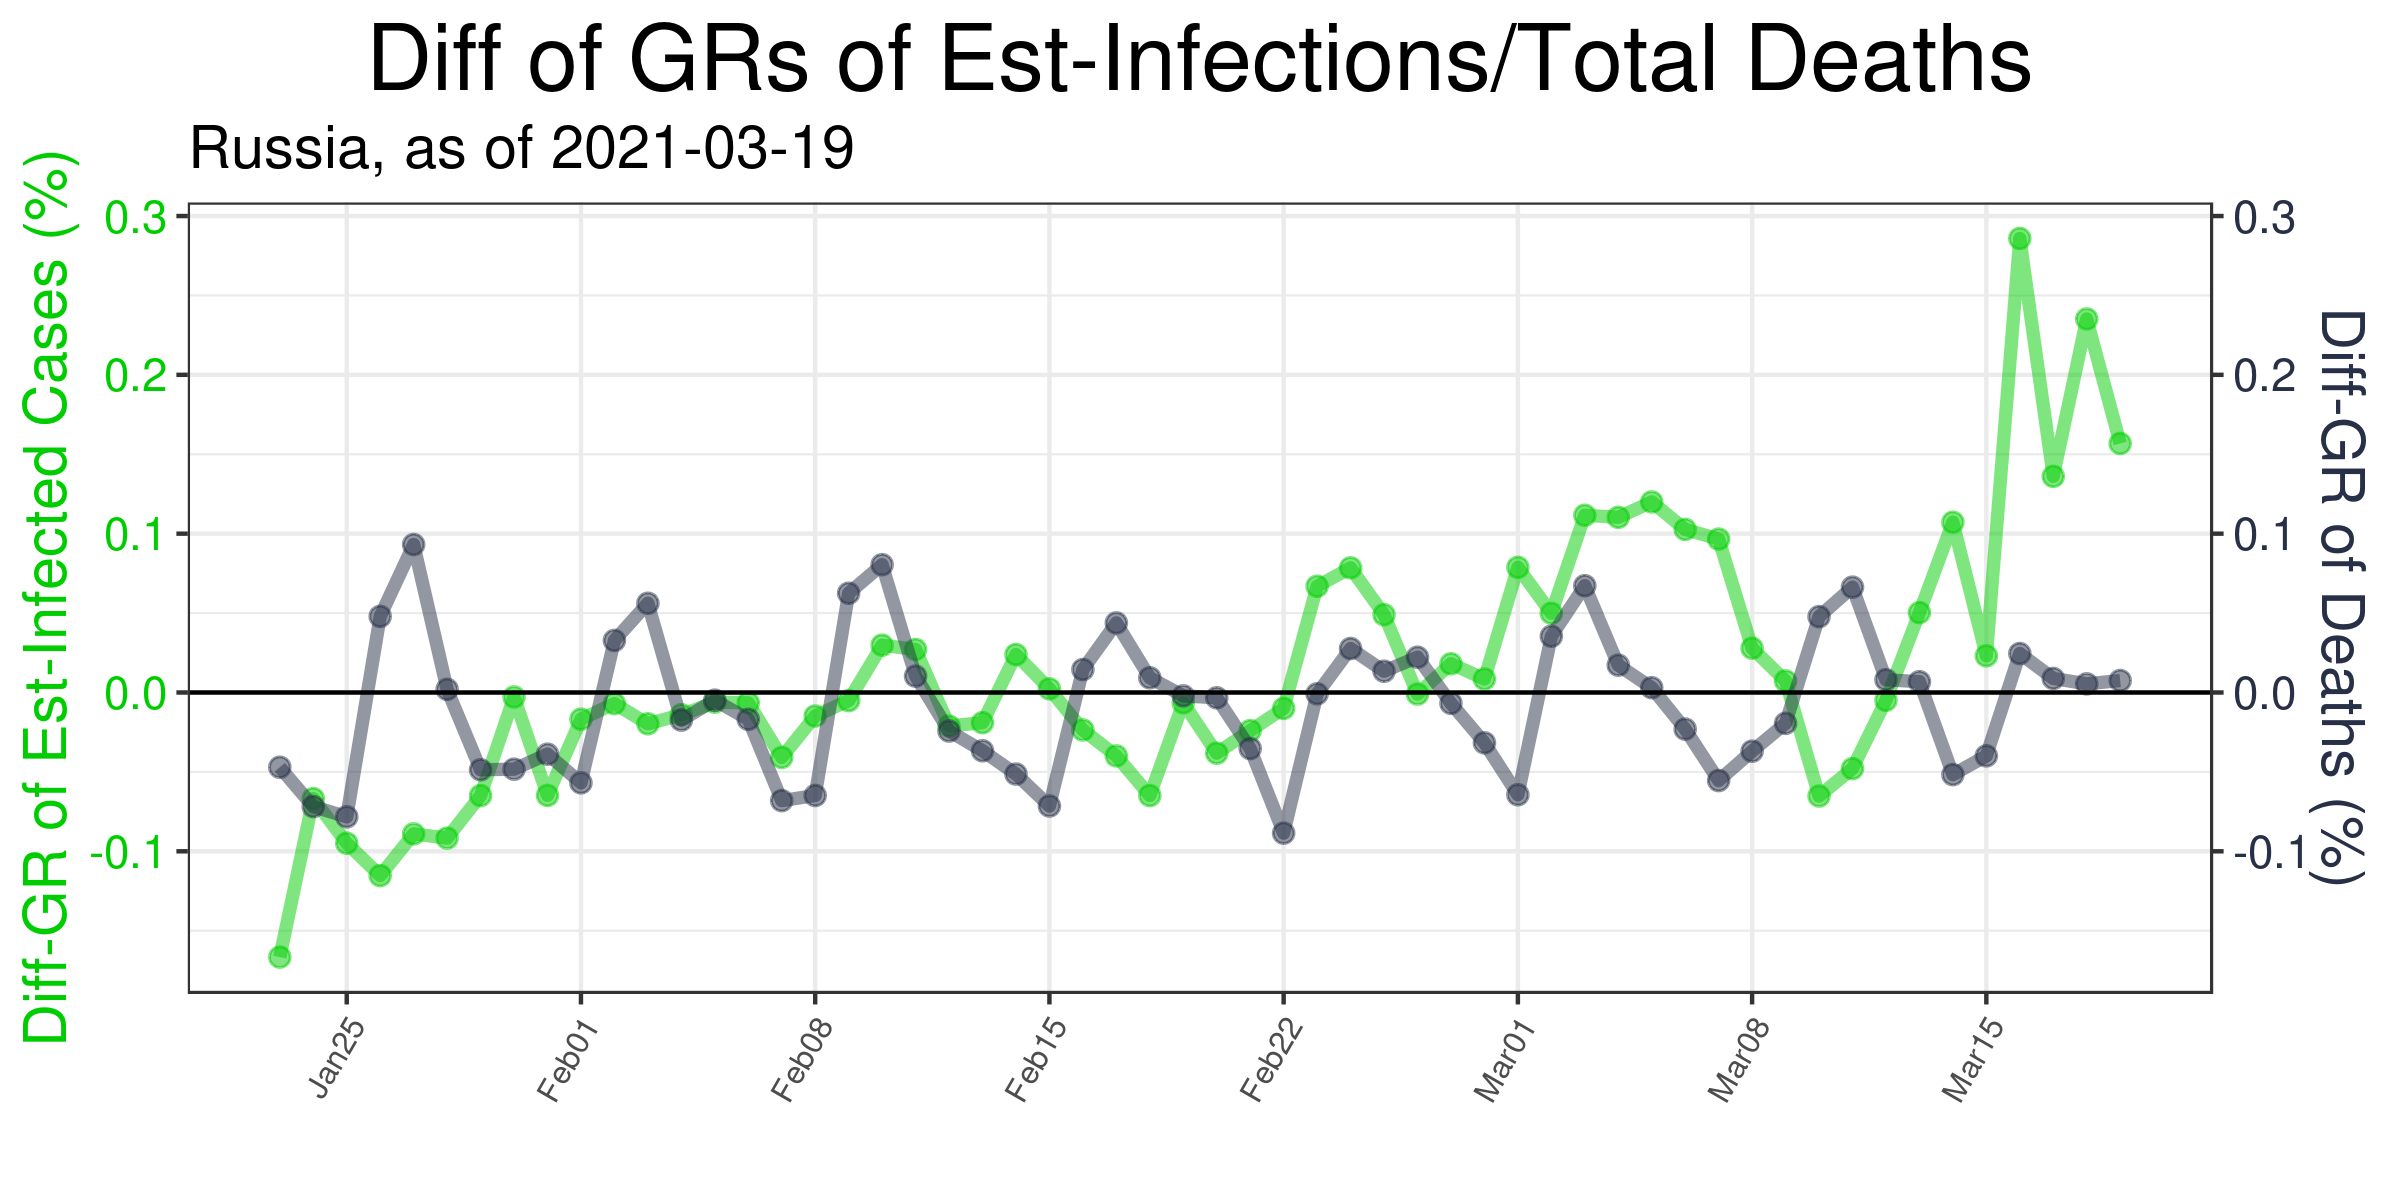 Diff of GRs of Est-Infections/Total Deaths
Russia, as of 2021-03-19
Diff-GR of Est-Infected Cases (%)
0.3
0.2
0.1
0.0
-0.1
0.3
0.2
0.1
0.0
-0.1
Diff-GR of Deaths (%)
Jan25 Feb01 Feb08 Feb15 Feb22 Mar01 Mar08 Mar15